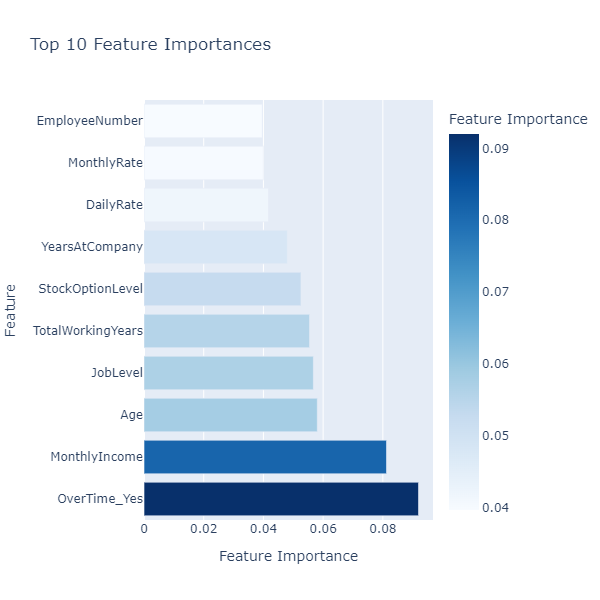 Top 10 Feature Importances
Feature
EmployeeNumber
MonthlyRate
DailyRate
YearsAtCompany
StockOptionLevel
TotalWorkingYears
JobLevel
Age
MonthlyIncome
OverTime_Yes
0 0.02 0.04 0.06 0.08
Feature Importance
Feature Importance
0.09
0.08
0.07
0.06
0.05
0.04